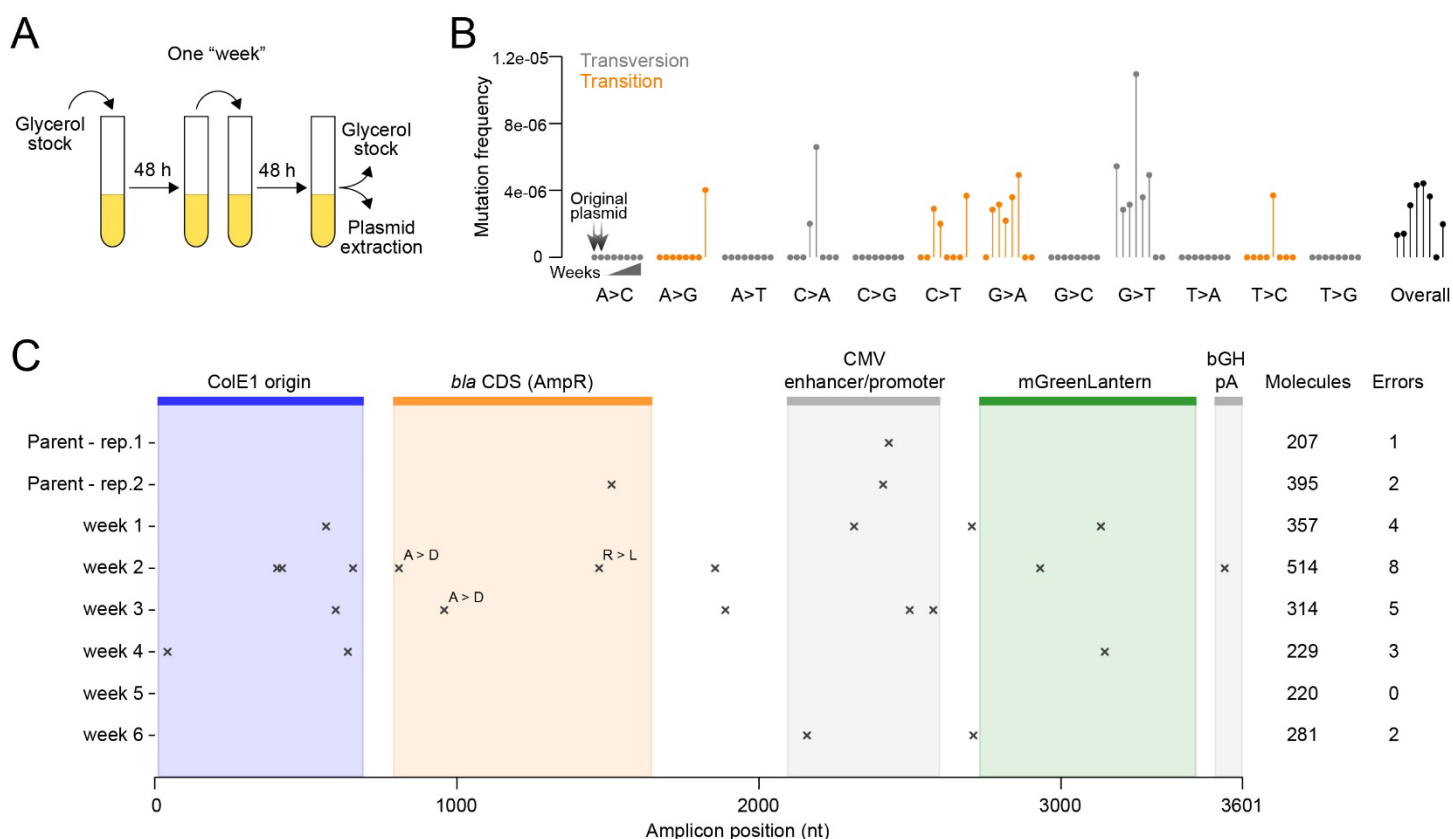 A
One “week”
Glycerol
stock
48 h
48 h
Glycerol
stock
Plasmid
extraction
B
Transversion
Transition
Mutation frequency
1.2e-05
8e-06
4e-06
0
Original
plasmid
Weeks
A>C A>G A>T C>A C>G C>T G>A G>C G>T T>A T>C T>G Overall
C
ColE1 origin
bla CDS (AmpR)
CMV
enhancer/promoter
mGreenLantern
bGH
pA
Molecules Errors
Parent - rep.1 207 1
Parent - rep.2 395 2
week 1 357 4
A > D R > L
week 2 514 8
A > D
week 3 314 5
week 4 229 3
week 5 220 0
week 6 281 2
0 1000 2000 3000 3601
Amplicon position (nt)